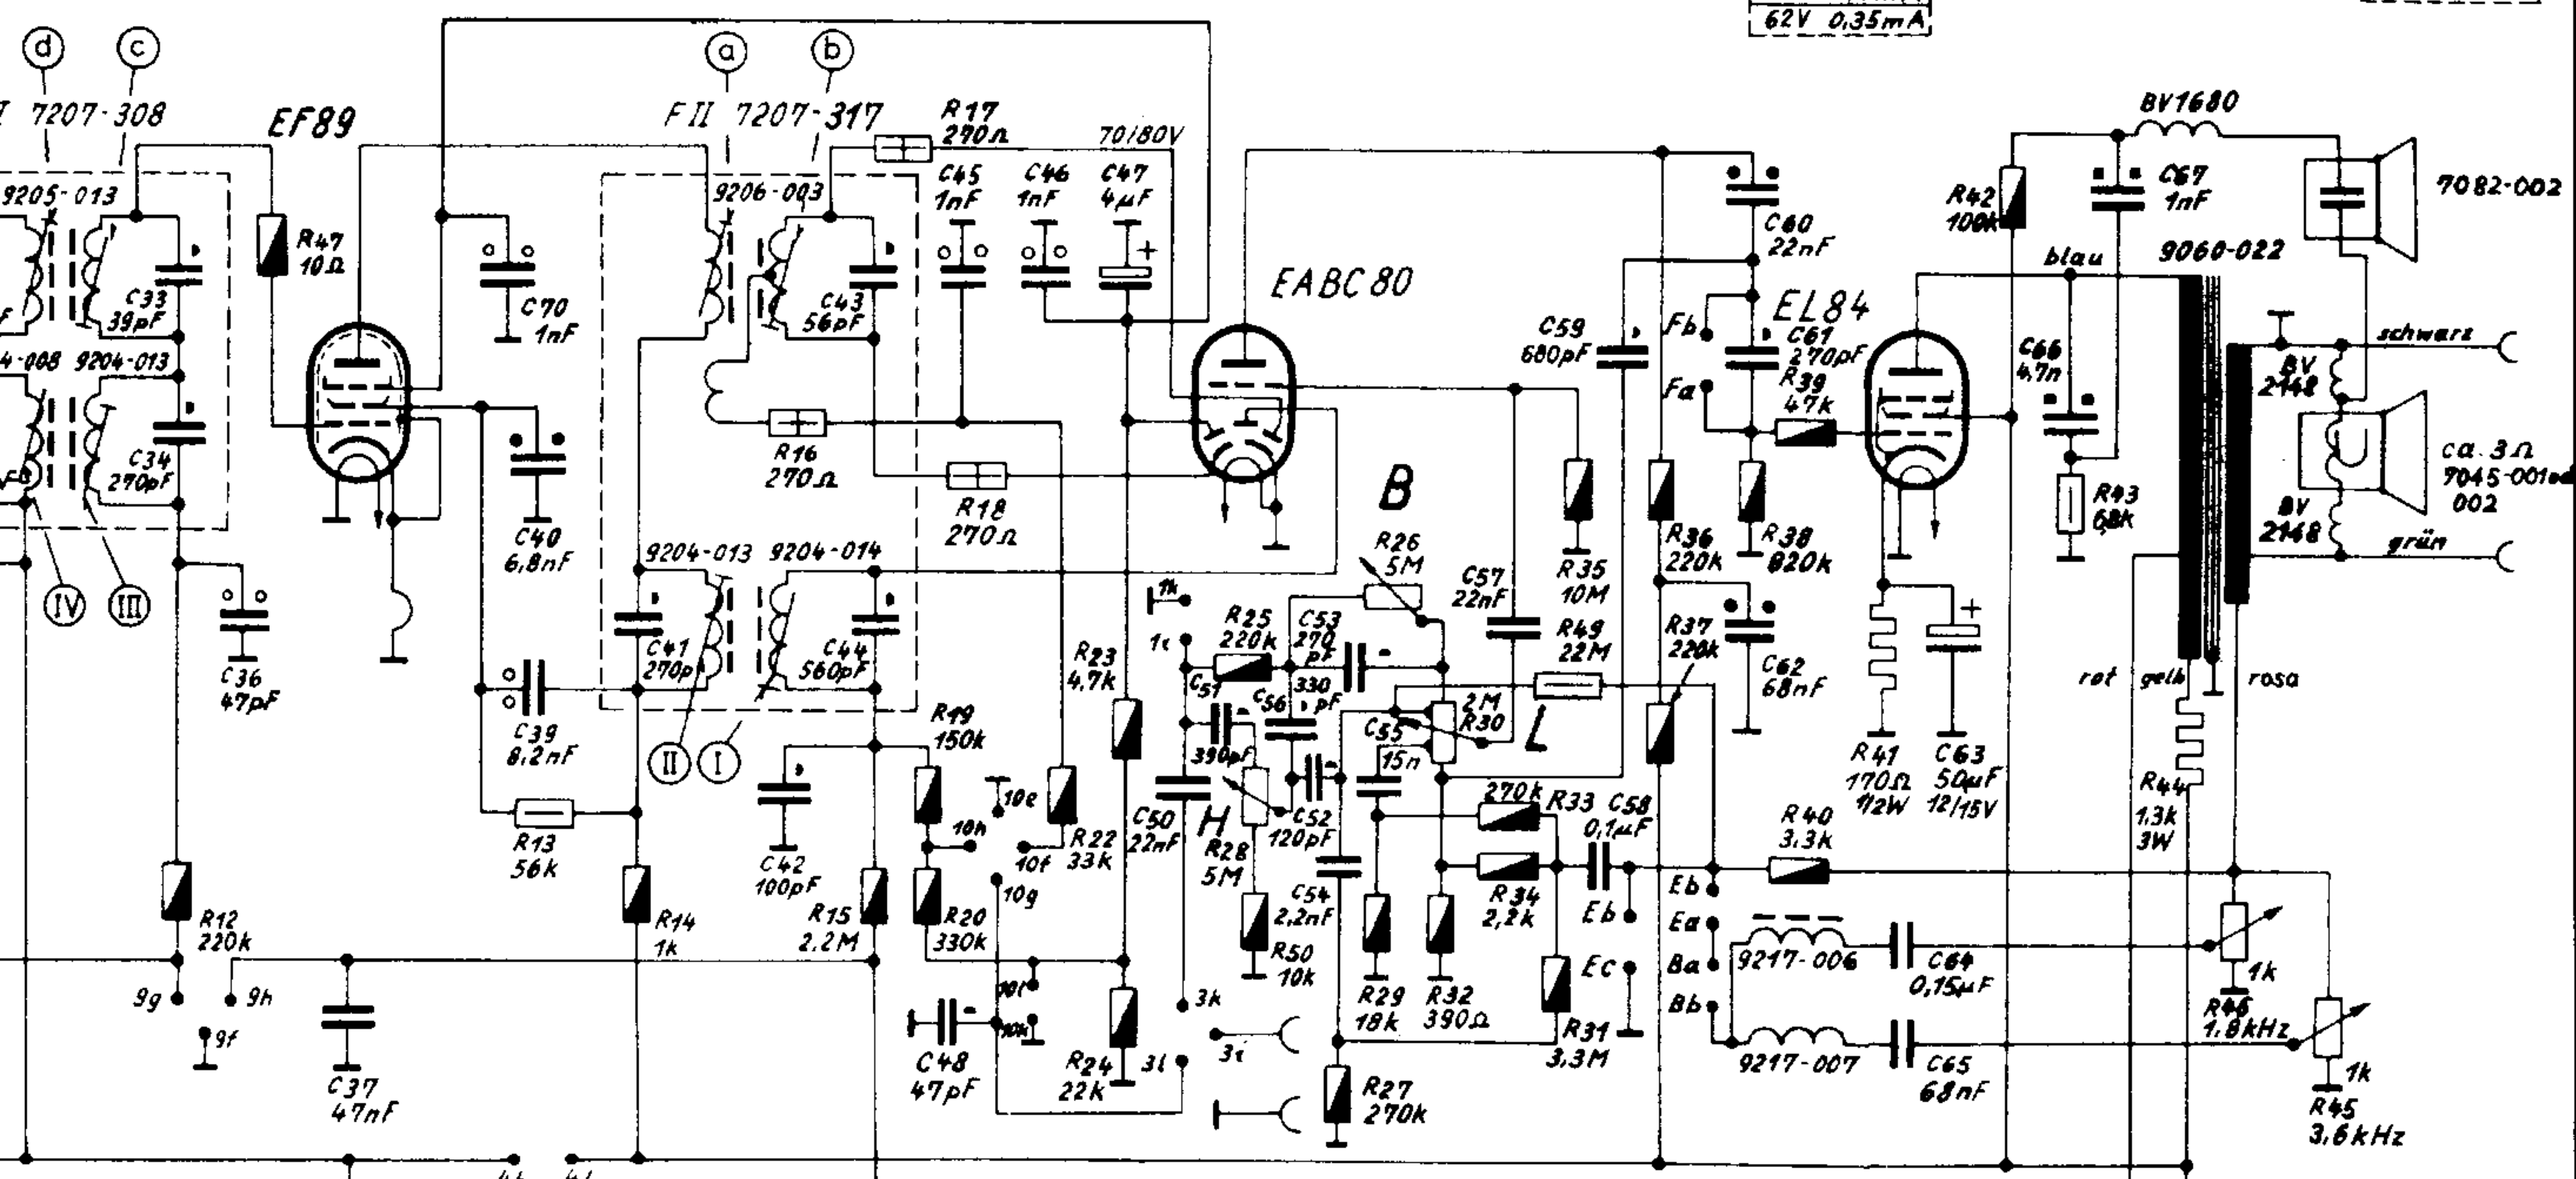 62V 0,35mA
d
c
a
b
7207-308
EF89
F II 7207-317
R17
270Ω
70/80V
BV1680
9205-013
9206-003
C45
1nF
C46
1nF
C47
4µF
+
R42
100k
C67
1nF
7082-002
R47
10Ω
C33
39pF
C70
1nF
C43
56pF
C60
22nF
blau
9060-022
EABC 80
EL84
C59
680pF
Fb
C61
270pF
Fa
R39
47k
C66
4,7n
schwarz
BV
2148
4-008
9204-013
C34
270pF
R16
270Ω
R18
270Ω
B
ca. 3Ω
7045-001
002
R43
6,8k
BV
2148
grün
C40
6,8nF
9204-013
9204-014
R26
5M
C57
22nF
R35
10M
R36
220k
R38
820k
IV
III
C36
47pF
1k
1i
R25
220k
C53
270
pF
R49
22M
R37
220k
+
C41
270p
C44
560pF
R23
4,7k
C51
390pF
C56
330
pF
2M
R30
L
C62
68nF
rot
gelb
rosa
C39
8,2nF
II
I
R19
150k
C55
15n
R41
170Ω
1/2W
C63
50µF
12/15V
R44
1,3k
3W
10e
10h
10f
10g
R22
33k
C50
22nF
H
R28
5M
C52
120pF
270k
R33
C58
0,1µF
R40
3,3k
R13
56k
C42
100pF
R12
220k
R14
1k
R15
2,2M
R20
330k
C54
2,2nF
R34
2,2k
Eb
Eb
Ea
Ec
Ba
Bb
R50
10k
9217-006
C64
0,15µF
1k
R46
1,8kHz
9g
9h
9f
10k
3k
3i
3l
R29
18k
R32
390Ω
R31
3,3M
9217-007
C65
68nF
1k
R45
3,6kHz
C37
47nF
C48
47pF
R24
22k
R27
270k